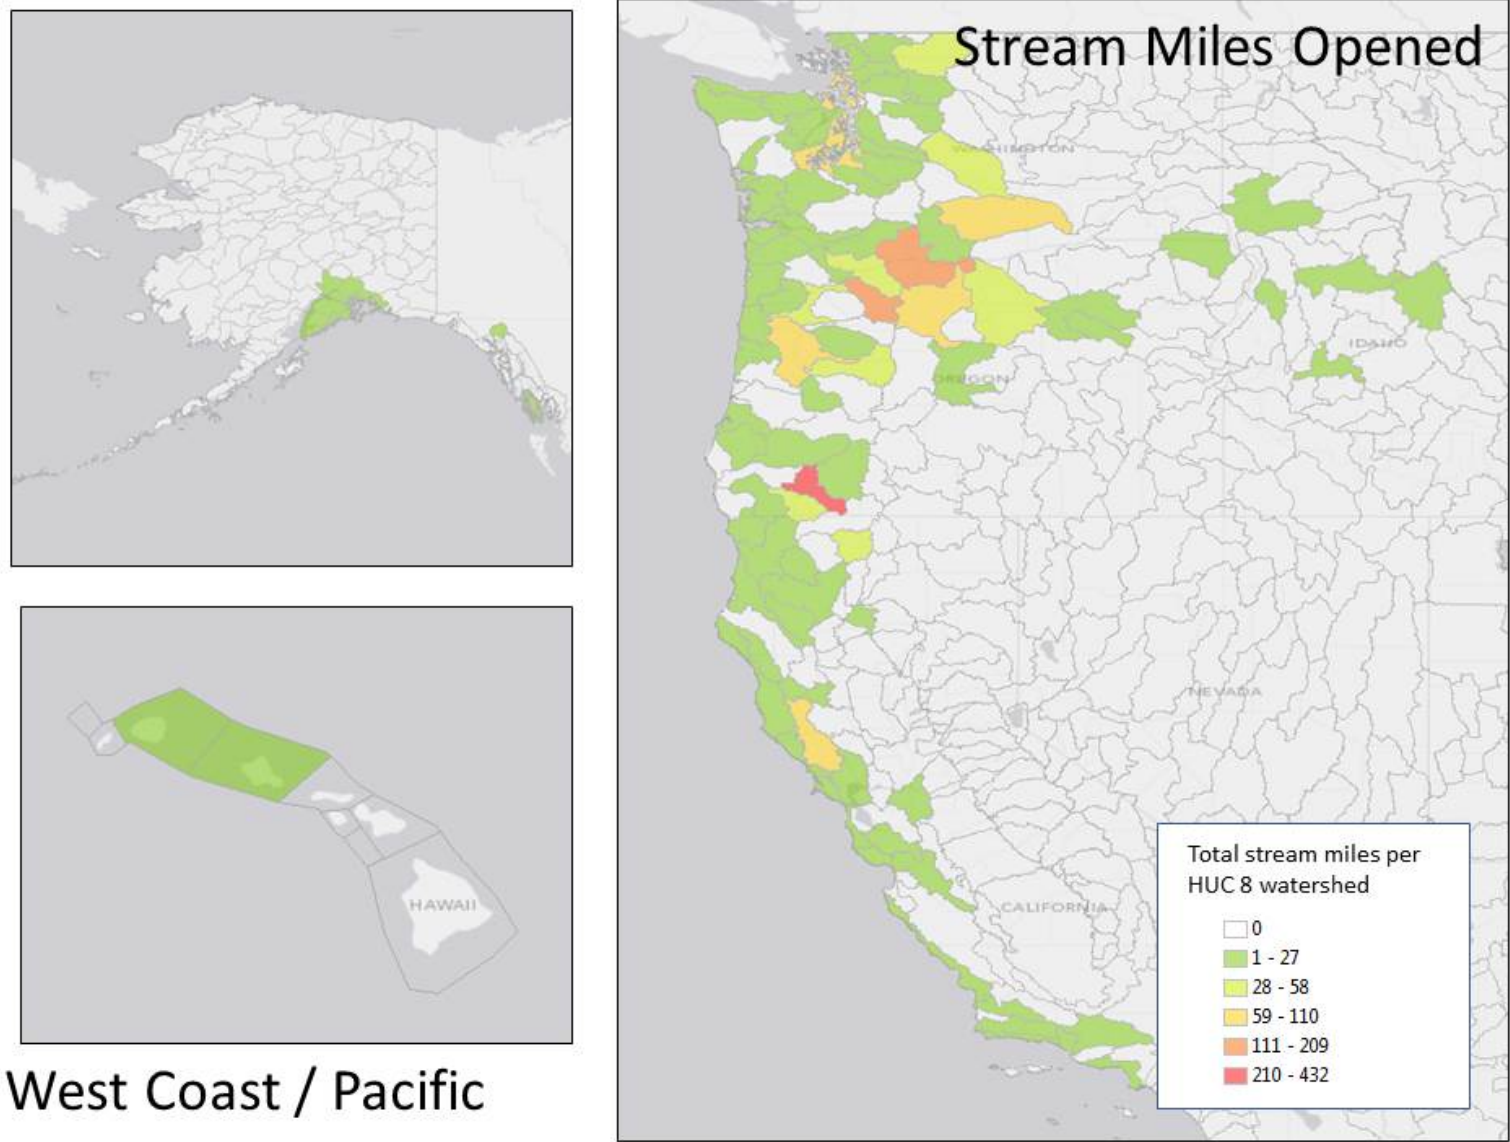 Stream Miles Opened
WASHINGTON
OREGON
IDAHO
NEVADA
CALIFORNIA
HAWAII
Total stream miles per
HUC 8 watershed
0
1 - 27
28 - 58
59 - 110
111 - 209
210 - 432
West Coast / Pacific